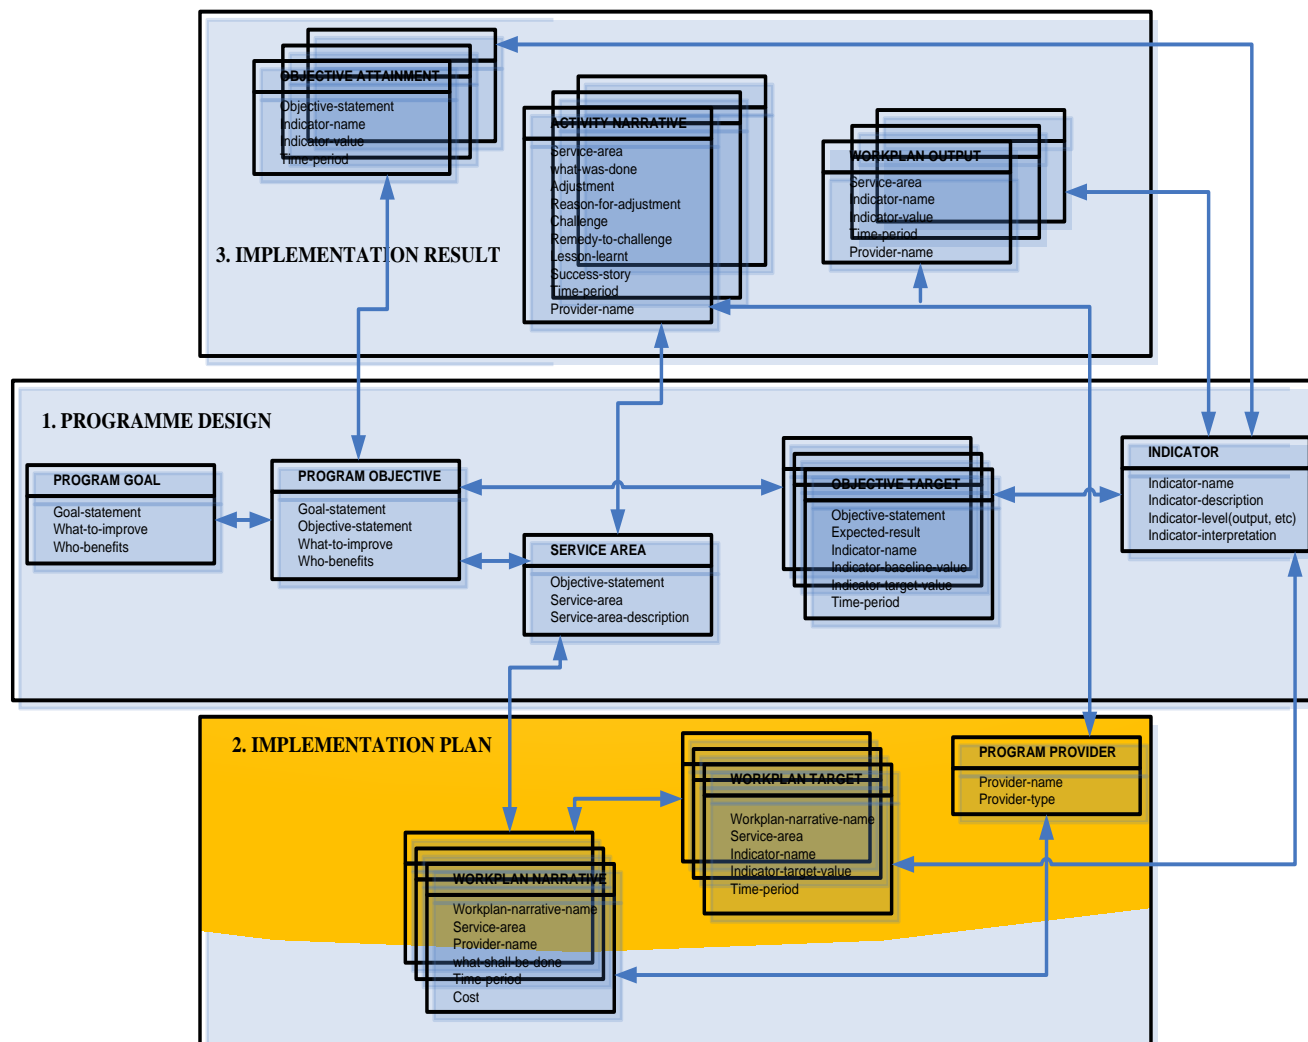 OBJECTIVE ATTAINMENT
Objective-statement
Indicator-name
Indicator-value
Time-period
ACTIVITY NARRATIVE
Service-area
what-was-done
Adjustment
Reason-for-adjustment
Challenge
Remedy-to-challenge
Lesson-learnt
Success-story
Time-period
Provider-name
WORKPLAN OUTPUT
Service-area
Indicator-name
Indicator-value
Time-period
Provider-name
3. IMPLEMENTATION RESULT
1. PROGRAMME DESIGN
PROGRAM GOAL
Goal-statement
What-to-improve
Who-benefits
PROGRAM OBJECTIVE
Goal-statement
Objective-statement
What-to-improve
Who-benefits
SERVICE AREA
Objective-statement
Service-area
Service-area-description
OBJECTIVE TARGET
Objective-statement
Expected-result
Indicator-name
Indicator-baseline-value
Indicator-target-value
Time-period
INDICATOR
Indicator-name
Indicator-description
Indicator-level(output, etc)
Indicator-interpretation
2. IMPLEMENTATION PLAN
WORKPLAN NARRATIVE
Workplan-narrative-name
Service-area
Provider-name
what-shall-be-done
Time-period
Cost
WORKPLAN TARGET
Workplan-narrative-name
Service-area
Indicator-name
Indicator-target-value
Time-period
PROGRAM PROVIDER
Provider-name
Provider-type